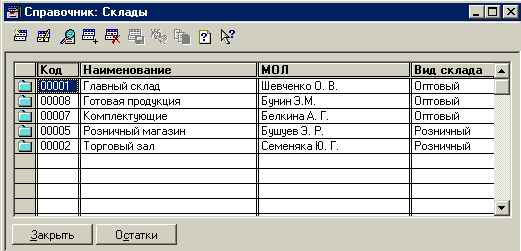 Справочник: Склады
Код Наименование МОЛ Вид склада
00001 Главный склад Шевченко О. В. Оптовый
00008 Готовая продукция Бунин Э.М. Оптовый
00007 Комплектующие Белкина А. Г. Оптовый
00005 Розничный магазин Бушуев Э. Р. Розничный
00002 Торговый зал Семеняка Ю. Г. Розничный
Закрыть Остатки